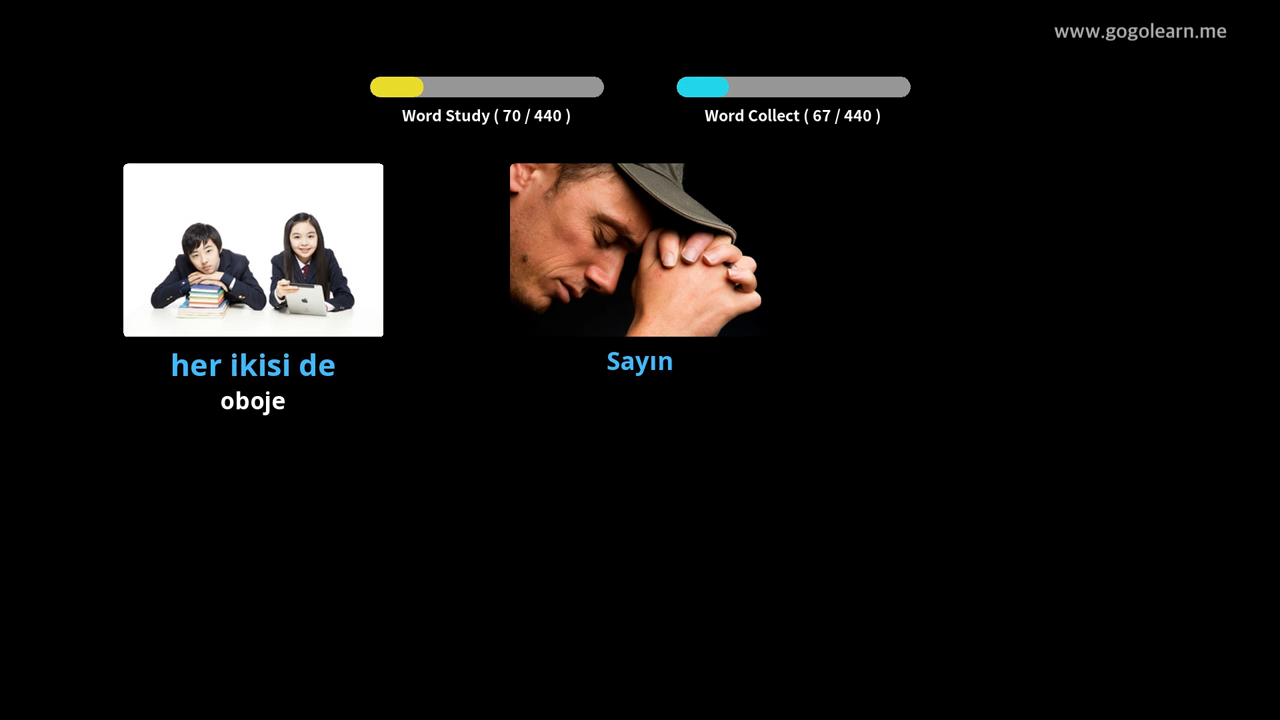 www.gogolearn.me
Word Study ( 70 / 440 )
Word Collect ( 67 / 440 )
her ikisi de
oboje
Sayın